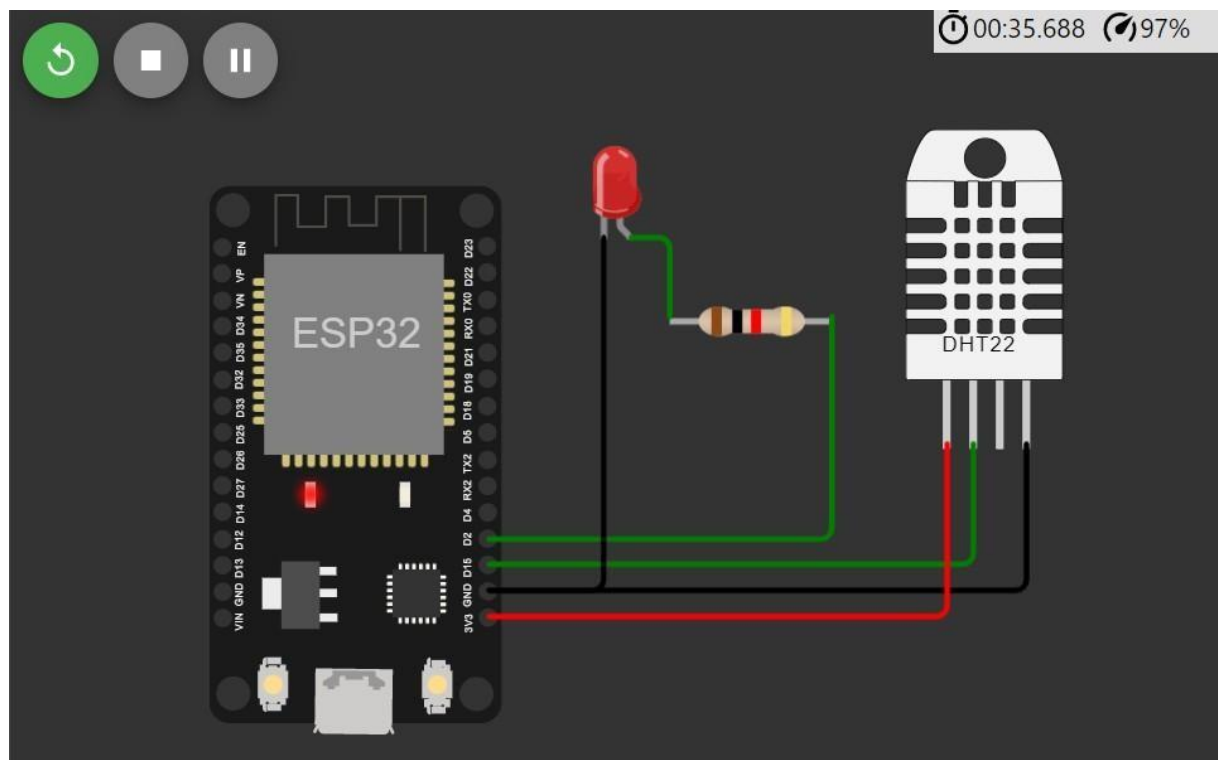 00:35.688 97%
ESP32
DHT22
EN
VP
VN
D34
D35
D32
D33
D25
D26
D27
D14
D12
D13
GND
VIN
D23
D22
TX0
RX0
D21
D19
D18
D5
TX2
RX2
D4
D2
D15
GND
3V3